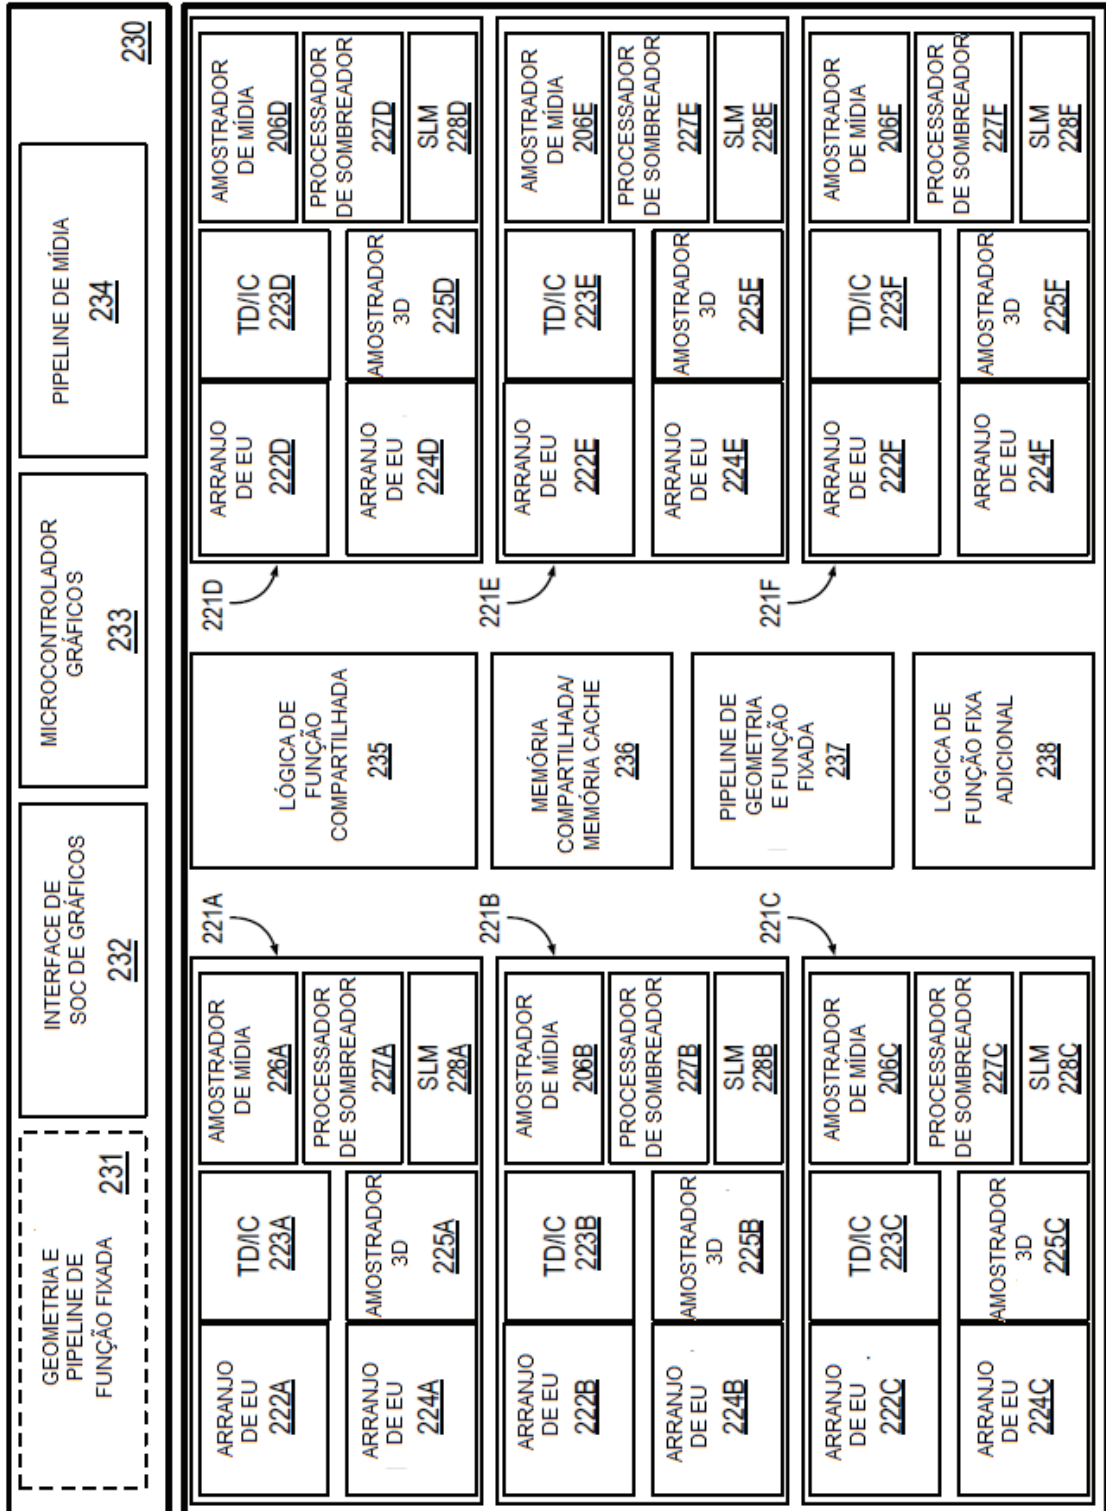 230
GEOMETRIA E
PIPELINE DE
FUNÇÃO FIXADA
231
INTERFACE DE
SOC DE GRÁFICOS
232
MICROCONTROLADOR
GRÁFICOS
233
PIPELINE DE MÍDIA
234
221A
ARRANJO
DE EU
222A
TD/IC
223A
AMOSTRADOR
DE MÍDIA
226A
PROCESSADOR
DE SOMBREADOR
227A
ARRANJO
DE EU
224A
AMOSTRADOR
3D
225A
SLM
228A
221B
ARRANJO
DE EU
222B
TD/IC
223B
AMOSTRADOR
DE MÍDIA
206B
PROCESSADOR
DE SOMBREADOR
227B
ARRANJO
DE EU
224B
AMOSTRADOR
3D
225B
SLM
228B
221C
ARRANJO
DE EU
222C
TD/IC
223C
AMOSTRADOR
DE MÍDIA
206C
PROCESSADOR
DE SOMBREADOR
227C
ARRANJO
DE EU
224C
AMOSTRADOR
3D
225C
SLM
228C
LÓGICA DE
FUNÇÃO
COMPARTILHADA
235
MEMÓRIA
COMPARTILHADA/
MEMÓRIA CACHE
236
PIPELINE DE
GEOMETRIA
E FUNÇÃO
FIXADA
237
LÓGICA DE
FUNÇÃO FIXA
ADICIONAL
238
221D
ARRANJO
DE EU
222D
TD/IC
223D
AMOSTRADOR
DE MÍDIA
206D
PROCESSADOR
DE SOMBREADOR
227D
ARRANJO
DE EU
224D
AMOSTRADOR
3D
225D
SLM
228D
221E
ARRANJO
DE EU
222E
TD/IC
223E
AMOSTRADOR
DE MÍDIA
206E
PROCESSADOR
DE SOMBREADOR
227E
ARRANJO
DE EU
224E
AMOSTRADOR
3D
225E
SLM
228E
221F
ARRANJO
DE EU
222F
TD/IC
223F
AMOSTRADOR
DE MÍDIA
206F
PROCESSADOR
DE SOMBREADOR
227F
ARRANJO
DE EU
224F
AMOSTRADOR
3D
225F
SLM
228F